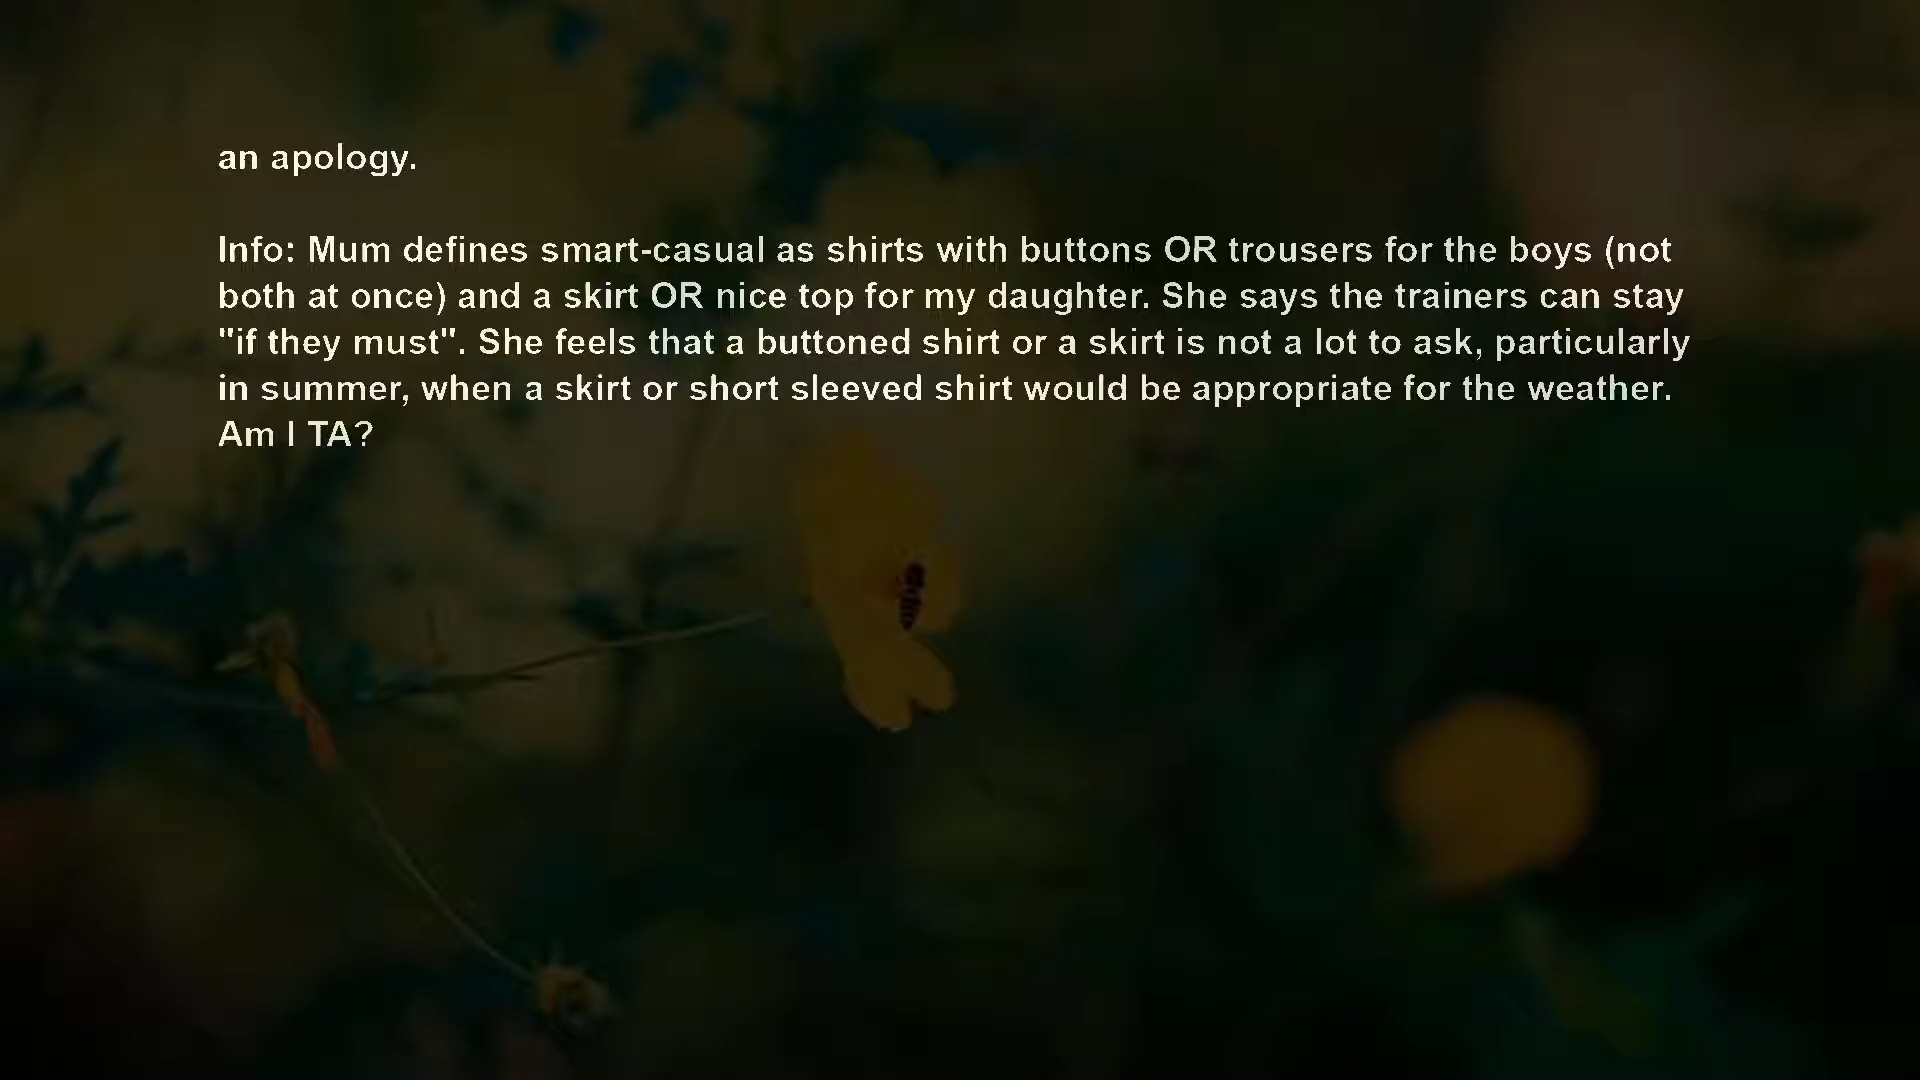 an apology.
Info: Mum defines smart-casual as shirts with buttons OR trousers for the boys (not
both at once) and a skirt OR nice top for my daughter. She says the trainers can stay
"if they must". She feels that a buttoned shirt or a skirt is not a lot to ask, particularly
in summer, when a skirt or short sleeved shirt would be appropriate for the weather.
Am I TA?